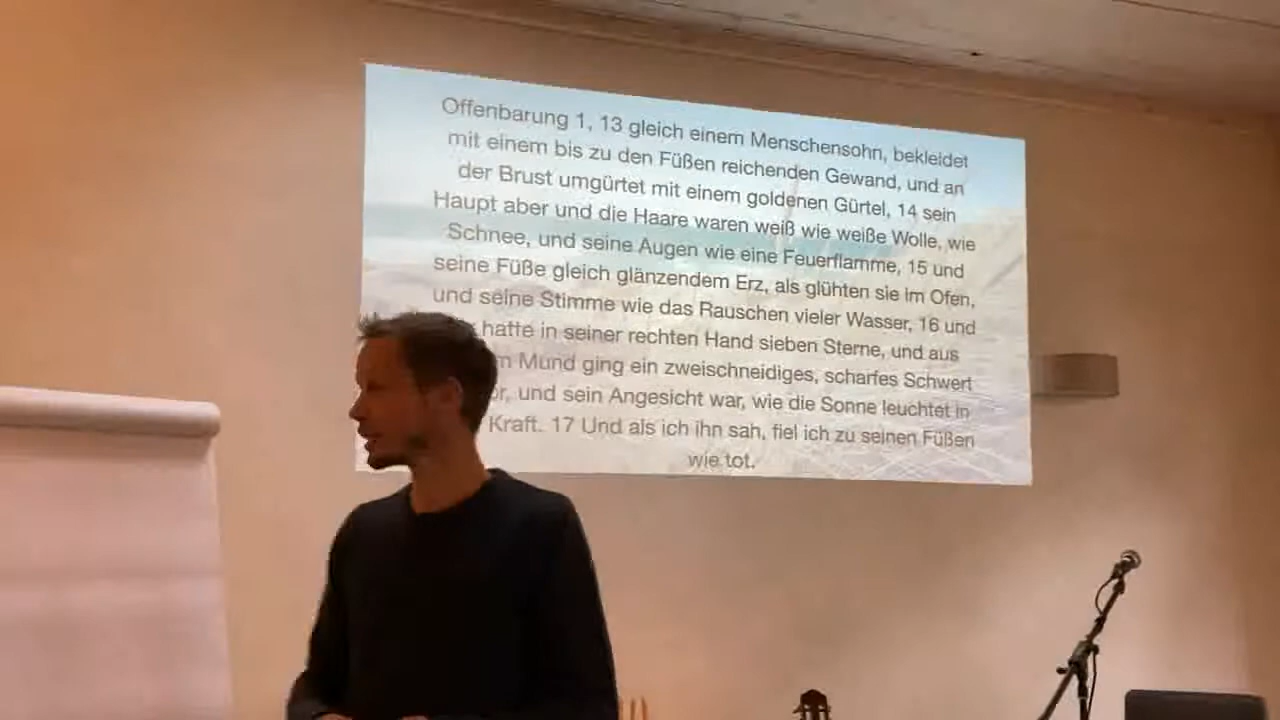 Offenbarung 1, 13 gleich einem Menschensohn, bekleidet
mit einem bis zu den Füßen reichenden Gewand, und an
der Brust umgürtet mit einem goldenen Gürtel, 14 sein
Haupt aber und die Haare waren weiß wie weiße Wolle, wie
Schnee, und seine Augen wie eine Feuerflamme, 15 und
seine Füße gleich glänzendem Erz, als glühten sie im Ofen,
und seine Stimme wie das Rauschen vieler Wasser, 16 und
hatte in seiner rechten Hand sieben Sterne, und aus
Mund ging ein zweischneidiges, scharfes Schwert
und sein Angesicht war, wie die Sonne leuchtet in
Kraft. 17 Und als ich ihn sah, fiel ich zu seinen Füßen
wie tot.